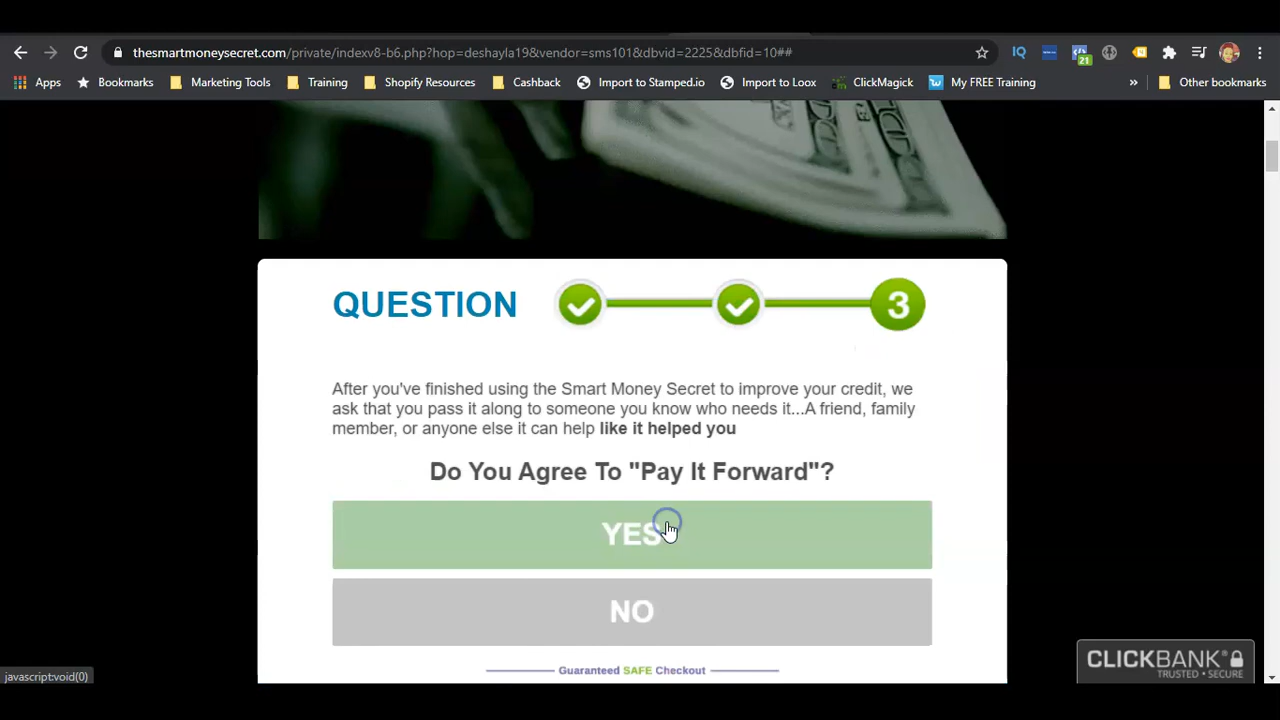 thesmartmoneysecret.com/private/indexv8-b6.php?hop=deshayla19&vendor=sms101&dbvid=2225&dbfid=10##
IQ
21
Apps Bookmarks Marketing Tools Training Shopify Resources Cashback Import to Stamped.io Import to Loox ClickMagick My FREE Training » Other bookmarks
QUESTION 3
After you've finished using the Smart Money Secret to improve your credit, we
ask that you pass it along to someone you know who needs it...A friend, family
member, or anyone else it can help like it helped you
Do You Agree To "Pay It Forward"?
YES
NO
Guaranteed SAFE Checkout
CLICKBANK
TRUSTED • SECURE
javascript:void(0)